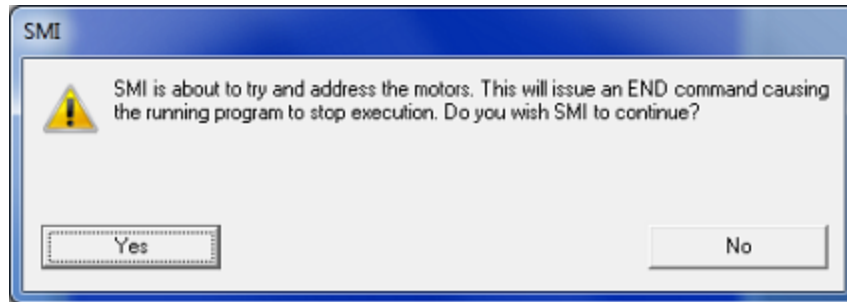 SMI
SMI is about to try and address the motors. This will issue an END command causing
the running program to stop execution. Do you wish SMI to continue?
Yes
No